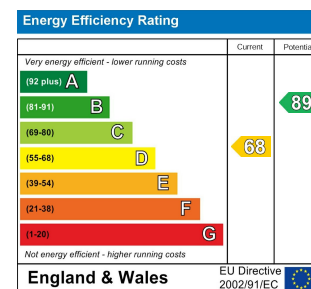 Energy Efficiency Rating
Current Potentia
Very energy efficient - lower running costs
(92 plus) A
(81-91) B 89
(69-80) C
(55-68) D 68
(39-54) E
(21-38) F
(1-20) G
Not energy efficient - higher running costs
England & Wales
EU Directive
2002/91/EC